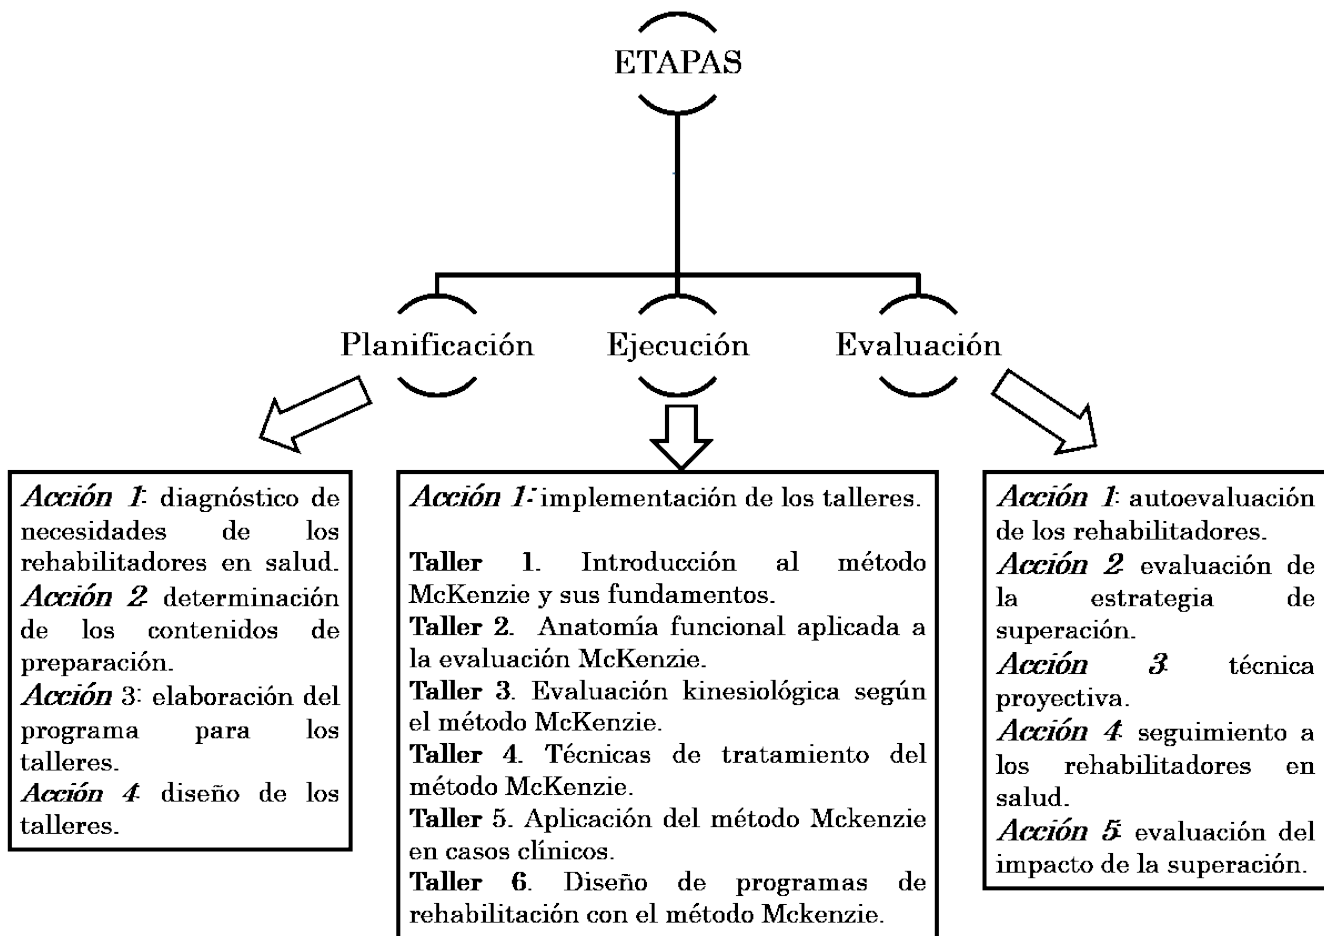 ETAPAS
Planificación
Ejecución
Evaluación
Acción 1: diagnóstico de
necesidades de los
rehabilitadores en salud.
Acción 2: determinación
de los contenidos de
preparación.
Acción 3: elaboración del
programa para los
talleres.
Acción 4: diseño de los
talleres.
Acción 1: implementación de los talleres.
Taller 1. Introducción al método
McKenzie y sus fundamentos.
Taller 2. Anatomía funcional aplicada a
la evaluación McKenzie.
Taller 3. Evaluación kinesiológica según
el método McKenzie.
Taller 4. Técnicas de tratamiento del
método McKenzie.
Taller 5. Aplicación del método Mckenzie
en casos clínicos.
Taller 6. Diseño de programas de
rehabilitación con el método Mckenzie.
Acción 1: autoevaluación
de los rehabilitadores.
Acción 2: evaluación de
la estrategia de
superación.
Acción 3: técnica
proyectiva.
Acción 4: seguimiento a
los rehabilitadores en
salud.
Acción 5: evaluación del
impacto de la superación.